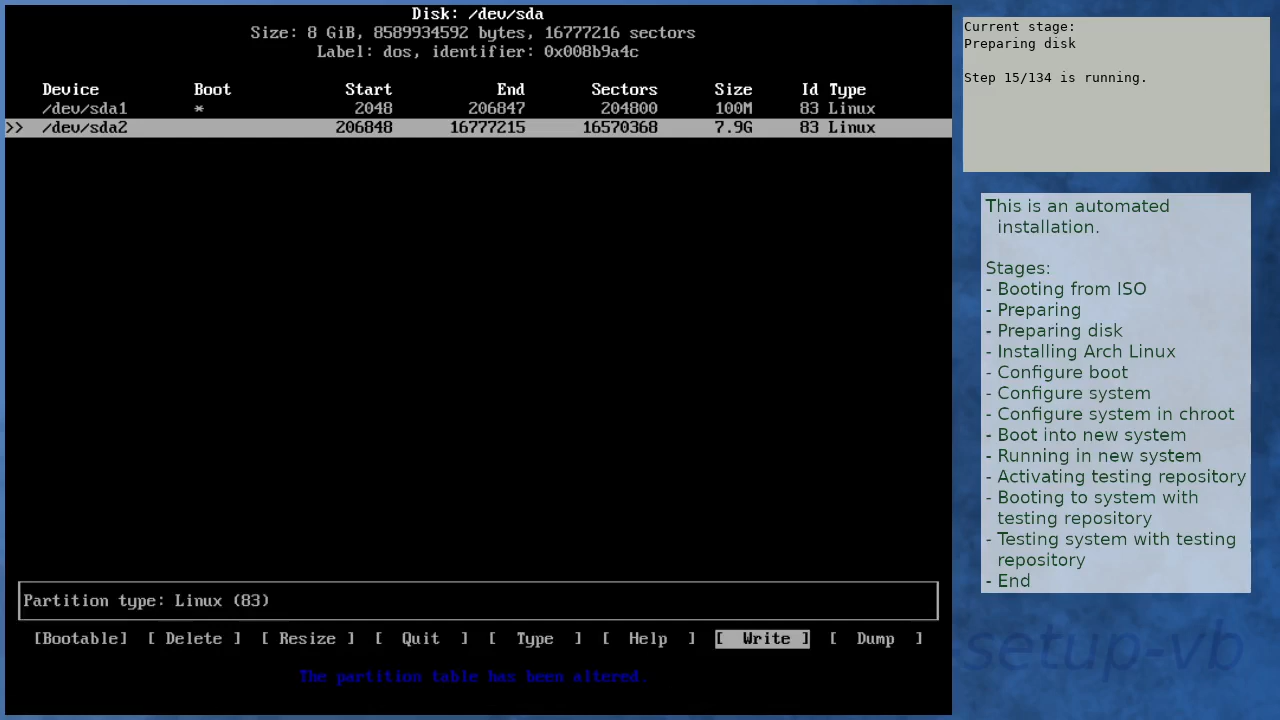 Disk: /dev/sda
Size: 8 GiB, 8589934592 bytes, 16777216 sectors
Label: dos, identifier: 0x008b9a4c
Device Boot Start End Sectors Size Id Type
/dev/sda1 * 2048 206847 204800 100M 83 Linux
>> /dev/sda2 206848 16777215 16570368 7.9G 83 Linux
Partition type: Linux (83)
[Bootable] [ Delete ] [ Resize ] [ Quit ] [ Type ] [ Help ] [ Write ] [ Dump ]
The partition table has been altered.
Current stage:
Preparing disk
Step 15/134 is running.
This is an automated
installation.
Stages:
- Booting from ISO
- Preparing
- Preparing disk
- Installing Arch Linux
- Configure boot
- Configure system
- Configure system in chroot
- Boot into new system
- Running in new system
- Activating testing repository
- Booting to system with
testing repository
- Testing system with testing
repository
- End
setup-vb